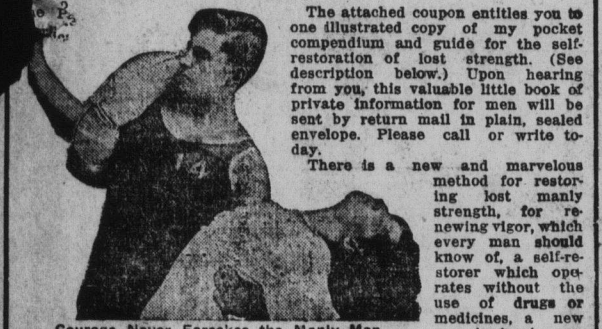 The attached coupon entitles you to
one illustrated copy of my pocket
compendium and guide for the self-
restoration of lost strength. (See
description below.) Upon hearing
from you, this valuable little book of
private information for men will be
sent by return mail in plain, sealed
envelope. Please call or write to-
day.
There is a new and marvelous
method for restor-
ing lost manly
strength, for re-
newing vigor, which
every man should
know of, a self-re-
storer which ope-
rates without the
use of drugs or
medicines, a new
14
Courage Never Forsakes the Manly Man